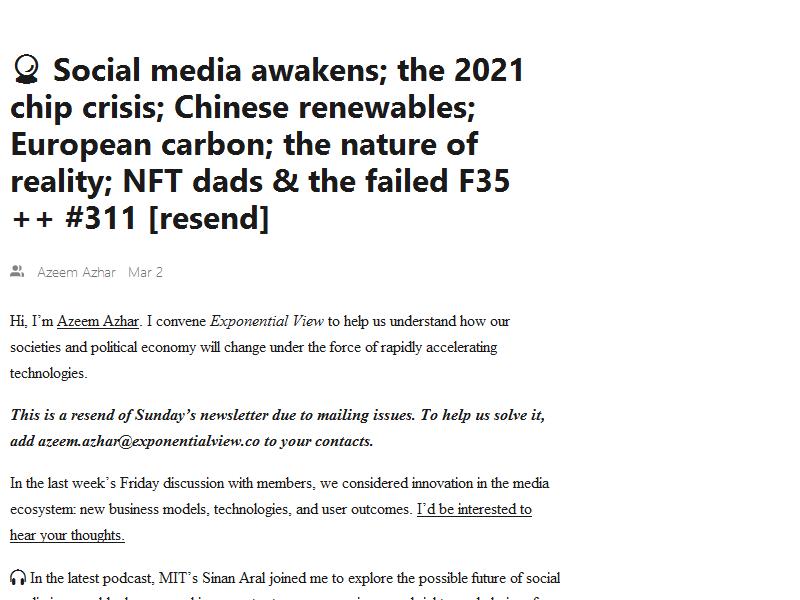 🔮 Social media awakens; the 2021
chip crisis; Chinese renewables;
European carbon; the nature of
reality; NFT dads & the failed F35
++ #311 [resend]
Azeem Azhar Mar 2
Hi, I’m Azeem Azhar. I convene Exponential View to help us understand how our
societies and political economy will change under the force of rapidly accelerating
technologies.
This is a resend of Sunday’s newsletter due to mailing issues. To help us solve it,
add azeem.azhar@exponentialview.co to your contacts.
In the last week’s Friday discussion with members, we considered innovation in the media
ecosystem: new business models, technologies, and user outcomes. I’d be interested to
hear your thoughts.
🎧 In the latest podcast, MIT’s Sinan Aral joined me to explore the possible future of social